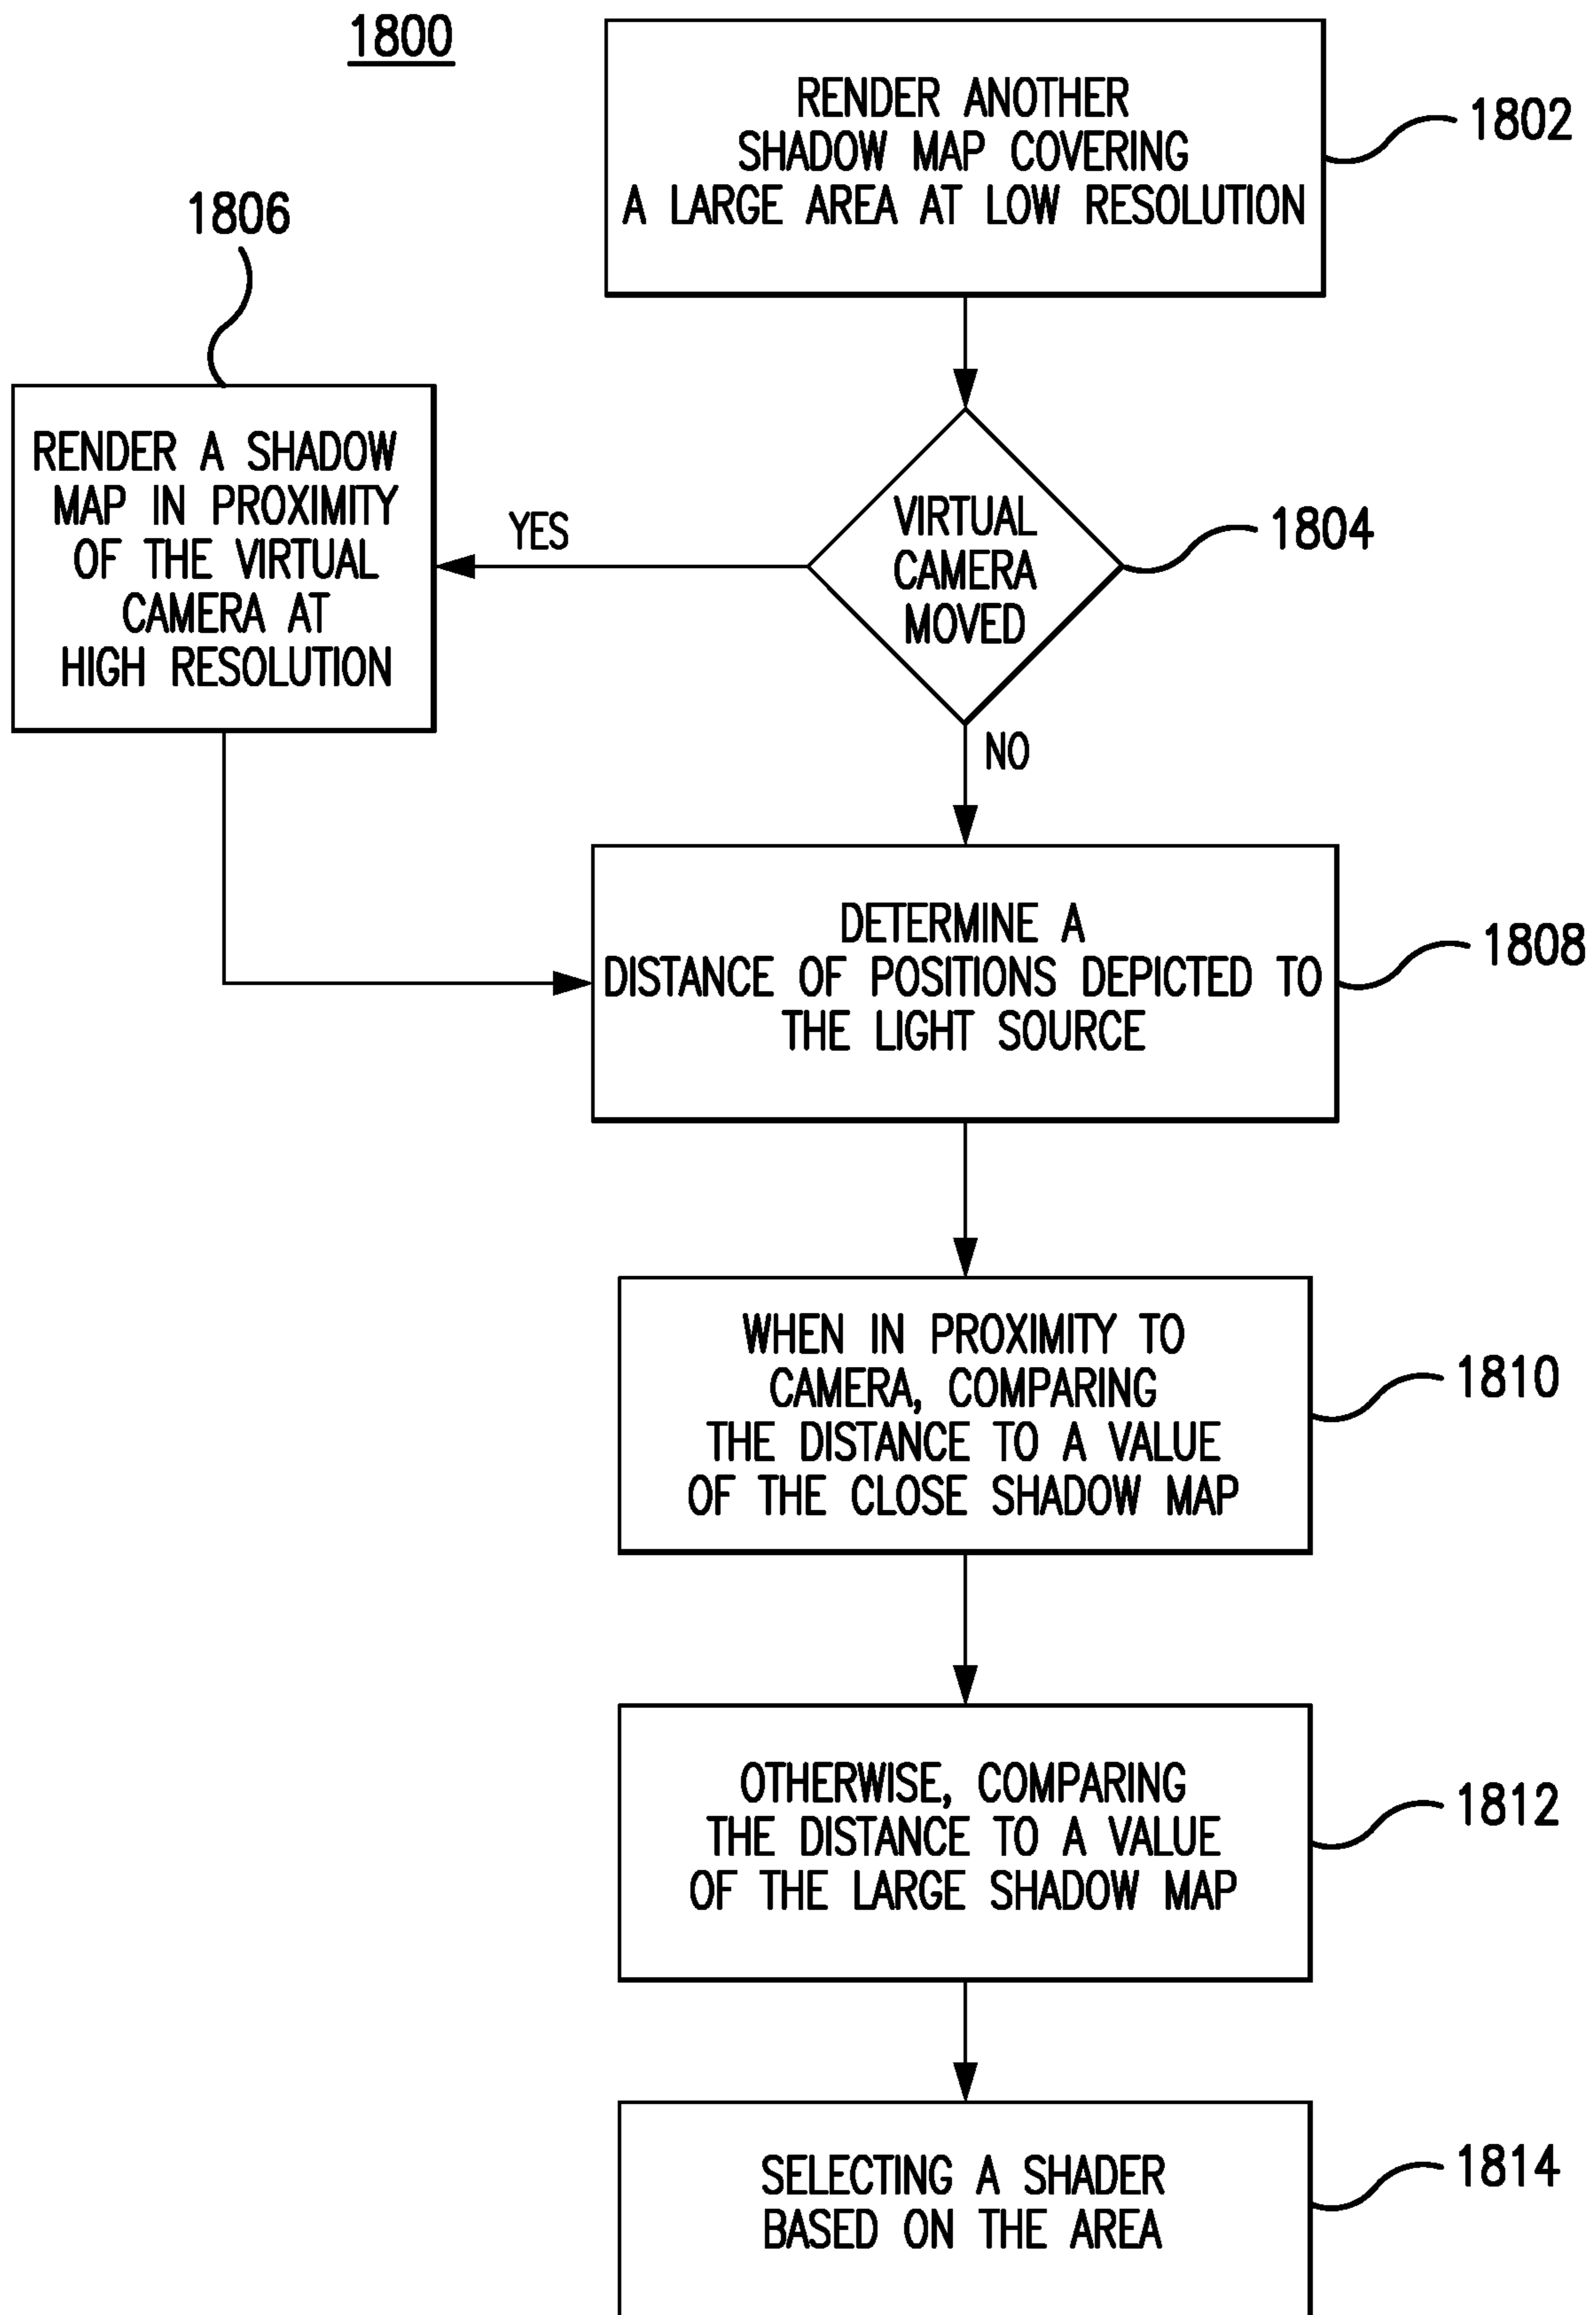 1800
RENDER ANOTHER
SHADOW MAP COVERING
A LARGE AREA AT LOW RESOLUTION
1802
1806
RENDER A SHADOW
MAP IN PROXIMITY
OF THE VIRTUAL
CAMERA AT
HIGH RESOLUTION
YES
VIRTUAL
CAMERA
MOVED
1804
NO
DETERMINE A
DISTANCE OF POSITIONS DEPICTED TO
THE LIGHT SOURCE
1808
WHEN IN PROXIMITY TO
CAMERA, COMPARING
THE DISTANCE TO A VALUE
OF THE CLOSE SHADOW MAP
1810
OTHERWISE, COMPARING
THE DISTANCE TO A VALUE
OF THE LARGE SHADOW MAP
1812
SELECTING A SHADER
BASED ON THE AREA
1814